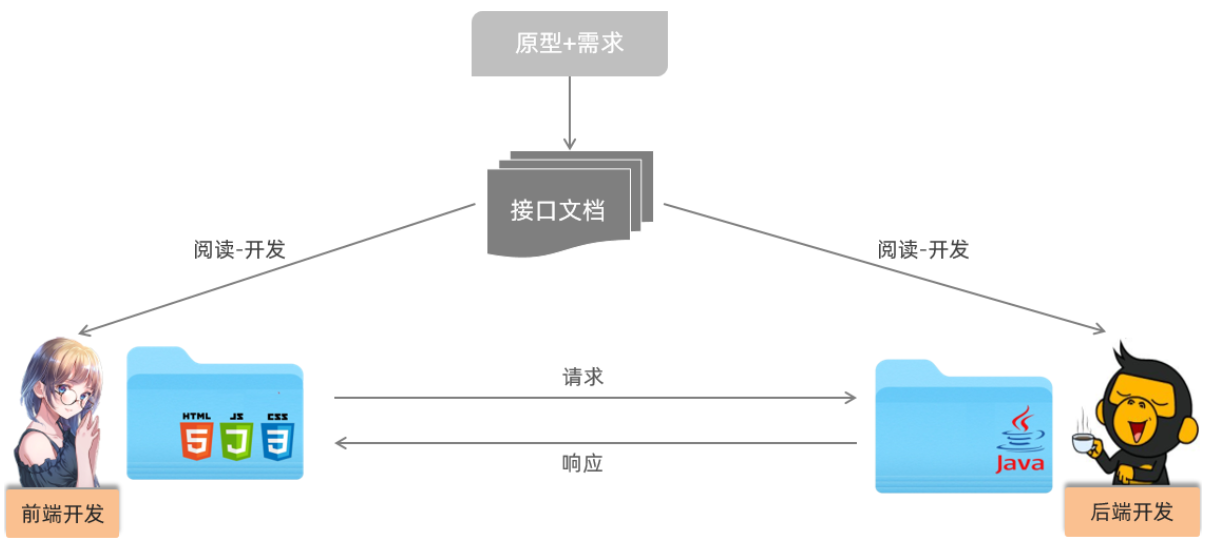 原型+需求
接口文档
阅读-开发
阅读-开发
请求
HTML JS CSS
5 J 3
响应
Java
前端开发
后端开发